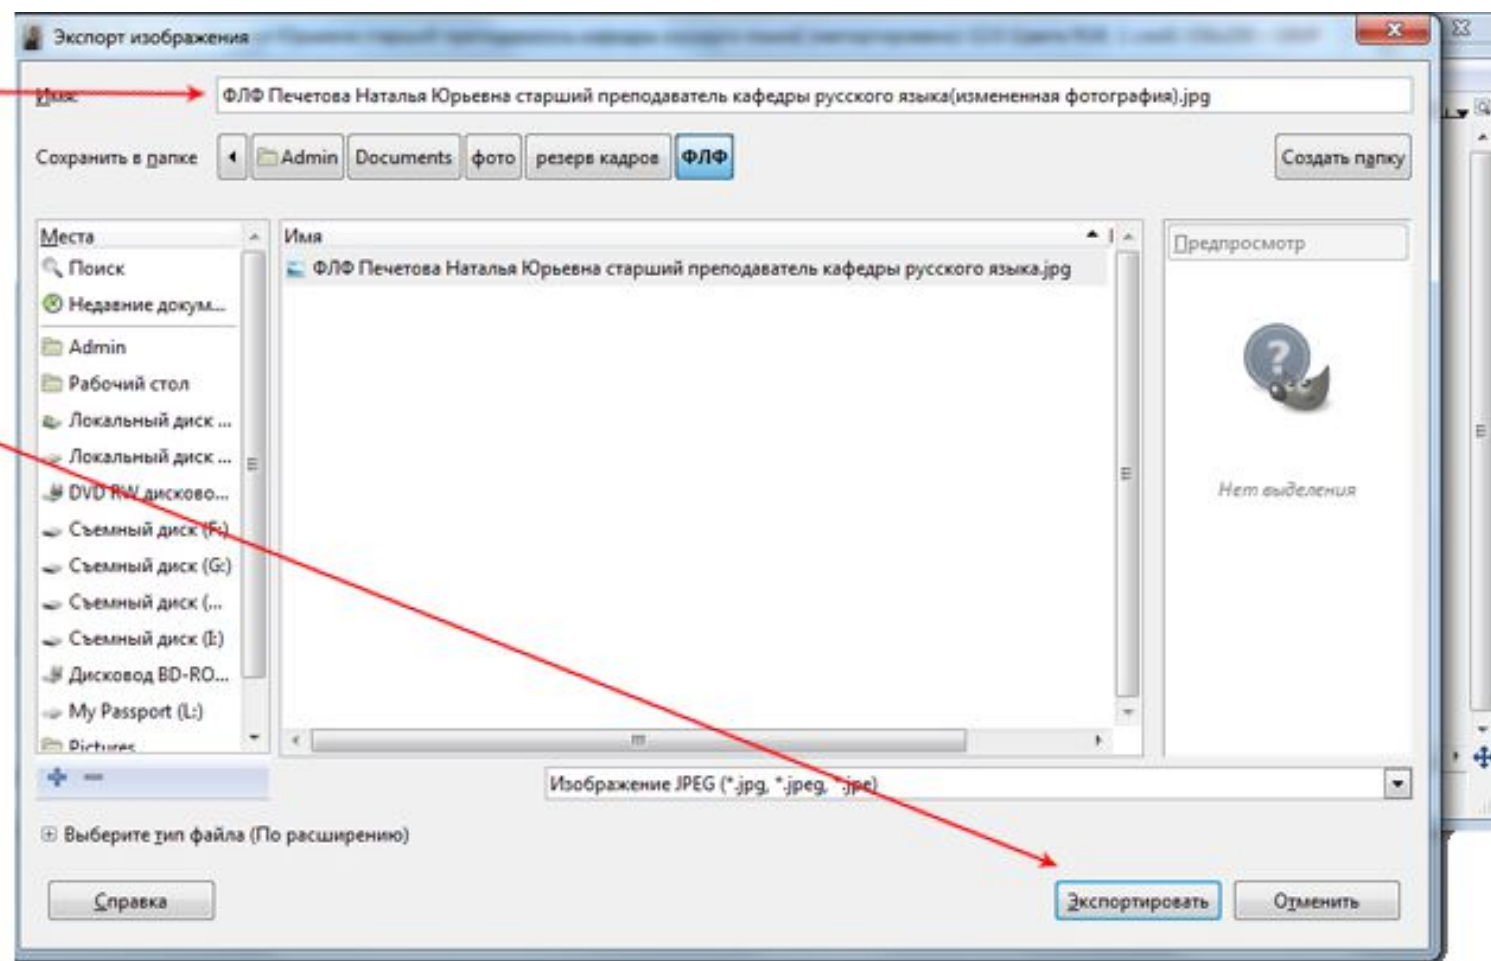 Экспорт изображения
Имя:
ФЛФ Печетова Наталья Юрьевна старший преподаватель кафедры русского языка(измененная фотография).jpg
Сохранить в папке
Admin
Documents
фото
резерв кадров
ФЛФ
Создать папку
Места
Поиск
Недавние докум...
Admin
Рабочий стол
Локальный диск ...
Локальный диск ...
DVD RW дисково...
Съемный диск (F:)
Съемный диск (G:)
Съемный диск (...
Съемный диск (I:)
Дисковод BD-RO...
My Passport (L:)
Pictures
Имя
ФЛФ Печетова Наталья Юрьевна старший преподаватель кафедры русского языка.jpg
Предпросмотр
Нет выделения
Изображение JPEG (*.jpg, *.jpeg, *.jpe)
Выберите тип файла (По расширению)
Справка
Экспортировать
Отменить